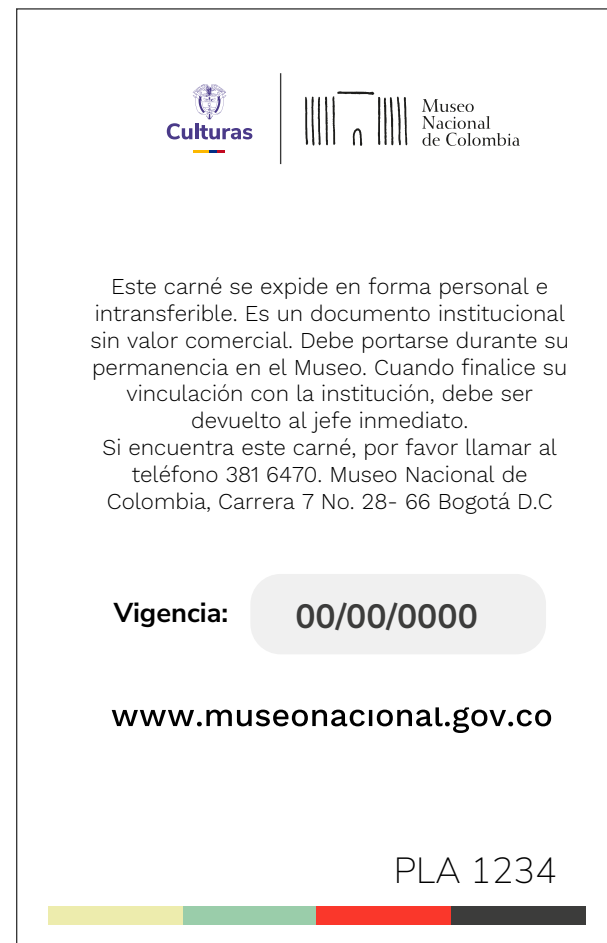 Culturas
Museo
Nacional
de Colombia
Este carné se expide en forma personal e
intransferible. Es un documento institucional
sin valor comercial. Debe portarse durante su
permanencia en el Museo. Cuando finalice su
vinculación con la institución, debe ser
devuelto al jefe inmediato.
Si encuentra este carné, por favor llamar al
teléfono 381 6470. Museo Nacional de
Colombia, Carrera 7 No. 28- 66 Bogotá D.C
Vigencia: 00/00/0000
www.museonacional.gov.co
PLA 1234